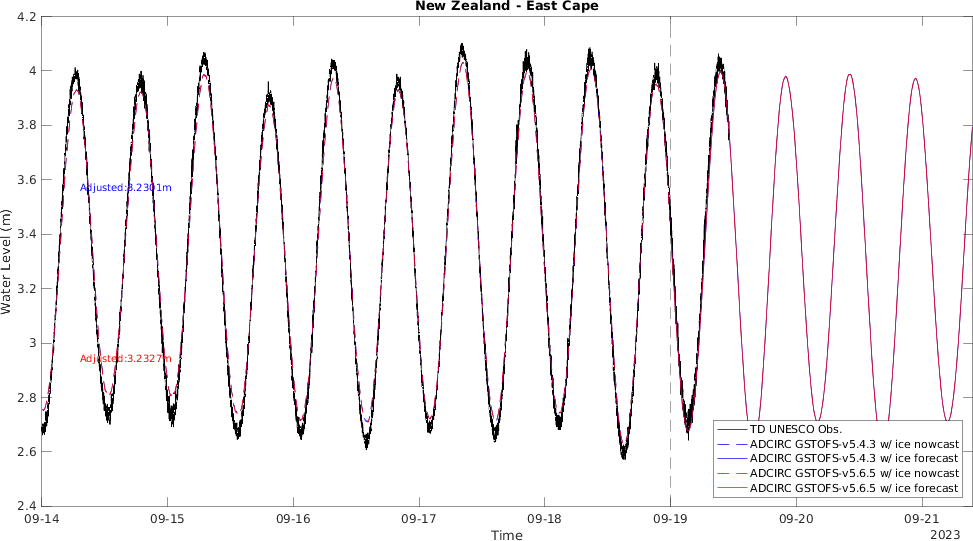 New Zealand - East Cape
Water Level (m)
4.2
4
3.8
3.6
3.4
3.2
3
2.8
2.6
2.4
Adjusted:3.2301m
Adjusted:3.2327m
TD UNESCO Obs.
ADCIRC GSTOFS-v5.4.3 w/ ice nowcast
ADCIRC GSTOFS-v5.4.3 w/ ice forecast
ADCIRC GSTOFS-v5.6.5 w/ ice nowcast
ADCIRC GSTOFS-v5.6.5 w/ ice forecast
09-14 09-15 09-16 09-17 09-18 09-19 09-20 09-21
Time
2023